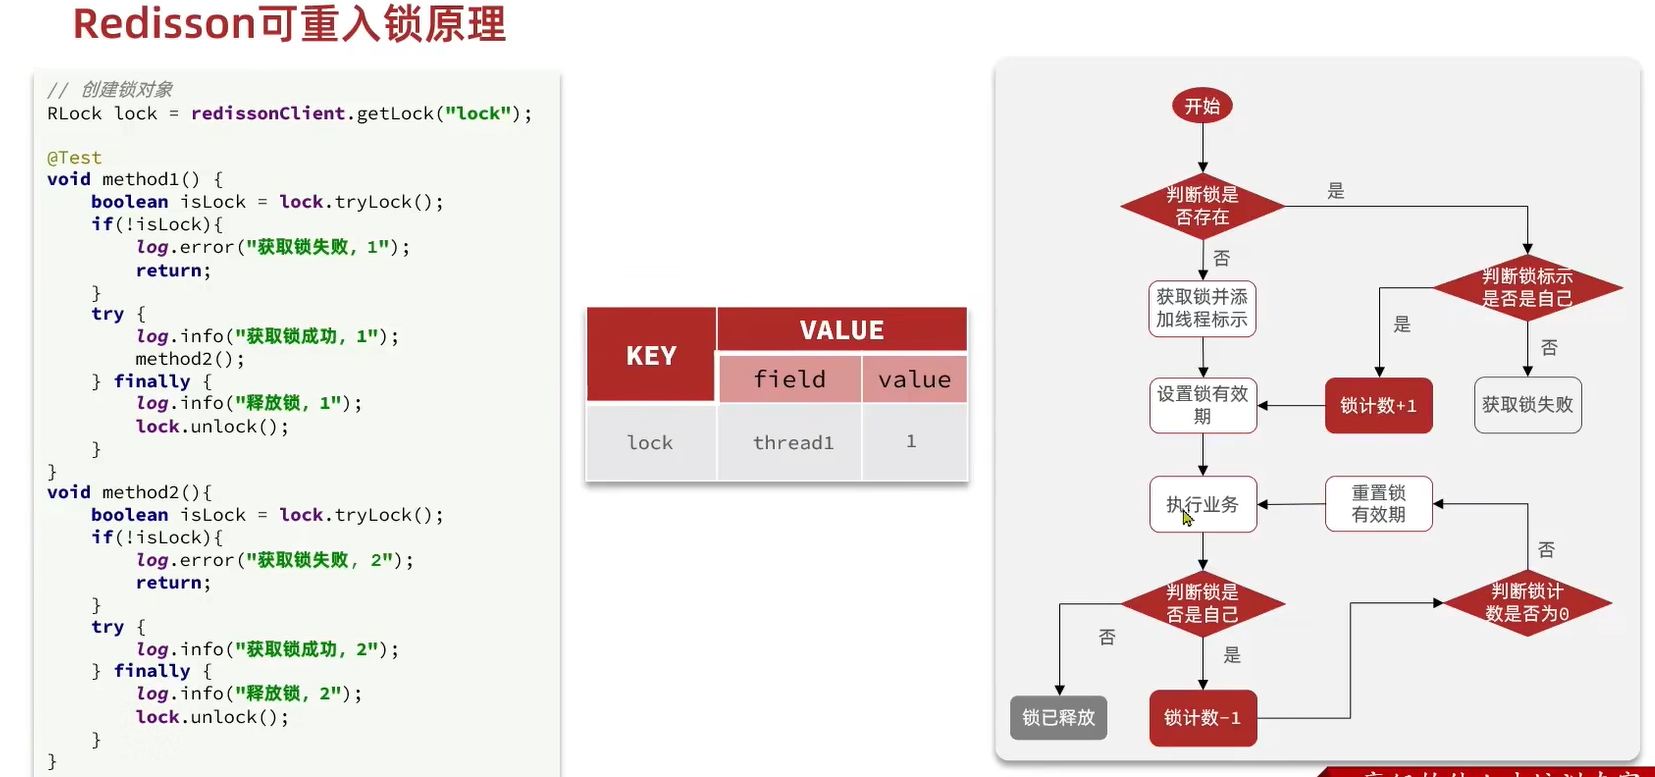 Redisson可重入锁原理
// 创建锁对象
RLock lock = redissonClient.getLock("lock");
@Test
void method1() {
boolean isLock = lock.tryLock();
if(!isLock){
log.error("获取锁失败, 1");
return;
}
try {
log.info("获取锁成功, 1");
method2();
} finally {
log.info("释放锁, 1");
lock.unlock();
}
}
void method2(){
boolean isLock = lock.tryLock();
if(!isLock){
log.error("获取锁失败, 2");
return;
}
try {
log.info("获取锁成功, 2");
} finally {
log.info("释放锁, 2");
lock.unlock();
}
}
KEY
VALUE
field
value
lock
thread1
1
开始
判断锁是
否存在
是
否
获取锁并添
加线程标示
判断锁标示
是否是自己
是
否
设置锁有效
期
锁计数+1
获取锁失败
执行业务
重置锁
有效期
否
判断锁是
否是自己
判断锁计
数是否为0
否
是
锁已释放
锁计数-1